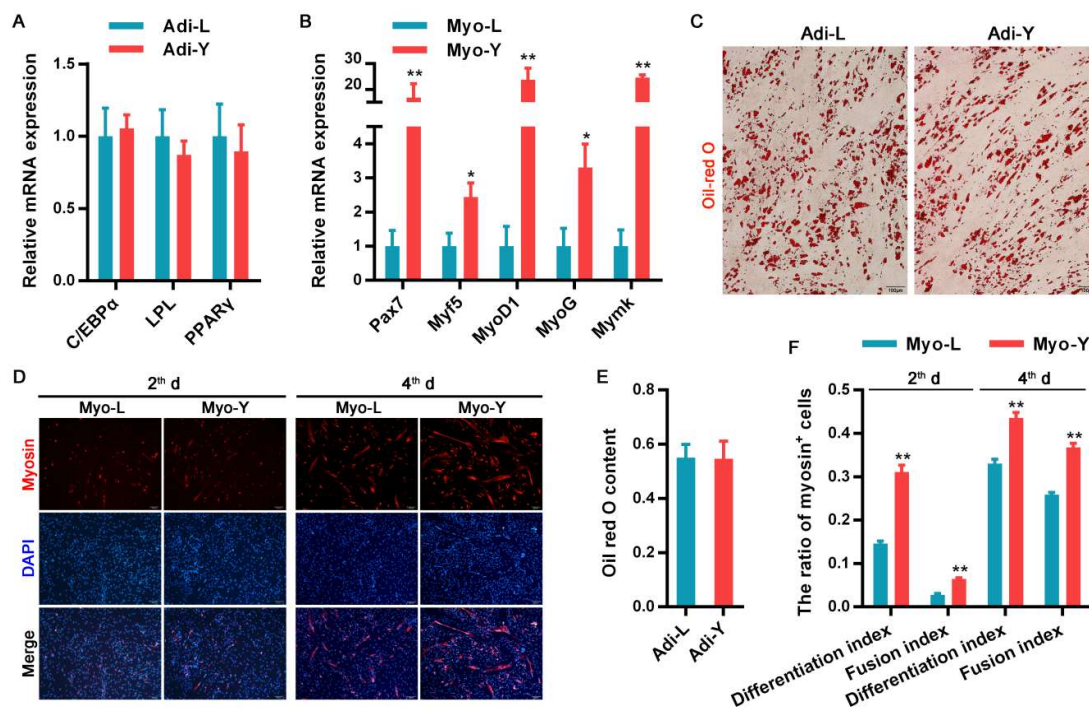 A
Adi-L
Adi-Y
Relative mRNA expression
1.5
1.0
0.5
0.0
C/EBPα
LPL
PPARγ
B
Myo-L
Myo-Y
Relative mRNA expression
30
20
4
2
1
0
**
*
**
*
**
Pax7
Myf5
MyoD1
MyoG
Mymk
C
Adi-L
Adi-Y
Oil-red O
100μm
D
2th d
4th d
Myo-L
Myo-Y
Myo-L
Myo-Y
Myosin
DAPI
Merge
E
Oil red O content
0.8
0.6
0.4
0.2
0.0
Adi-L
Adi-Y
F
Myo-L
Myo-Y
2th d
4th d
The ratio of myosin+ cells
0.5
0.4
0.3
0.2
0.1
0.0
**
**
**
**
Differentiation index
Fusion index
Differentiation index
Fusion index